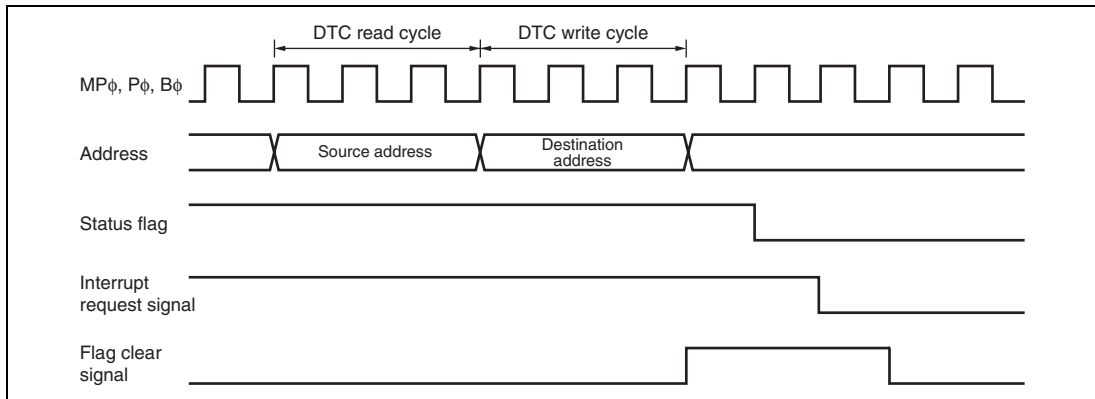 DTC read cycle
DTC write cycle
MPϕ, Pϕ, Bϕ
Address
Source address
Destination
address
Status flag
Interrupt
request signal
Flag clear
signal